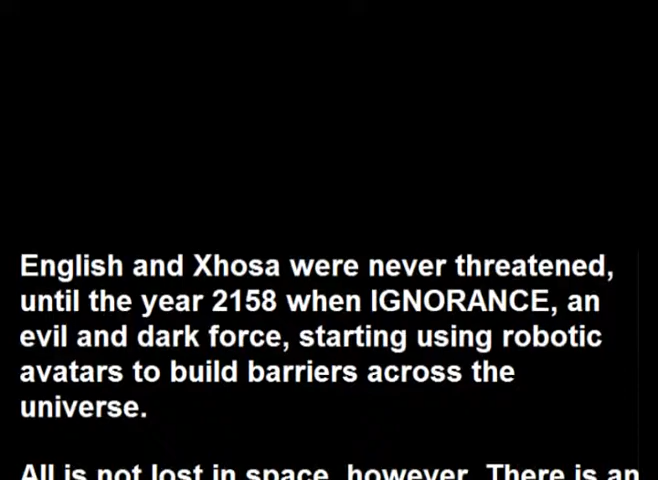 English and Xhosa were never threatened,
until the year 2158 when IGNORANCE, an
evil and dark force, starting using robotic
avatars to build barriers across the
universe.
All is not lost in space, however. There is an